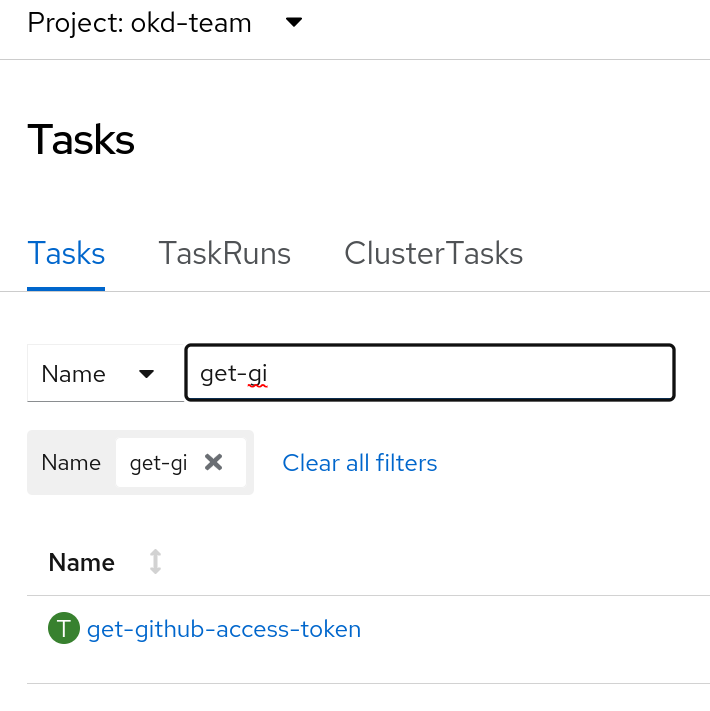 Project: okd-team
Tasks
Tasks TaskRuns ClusterTasks
Name get-gi
Name get-gi Clear all filters
Name
T get-github-access-token